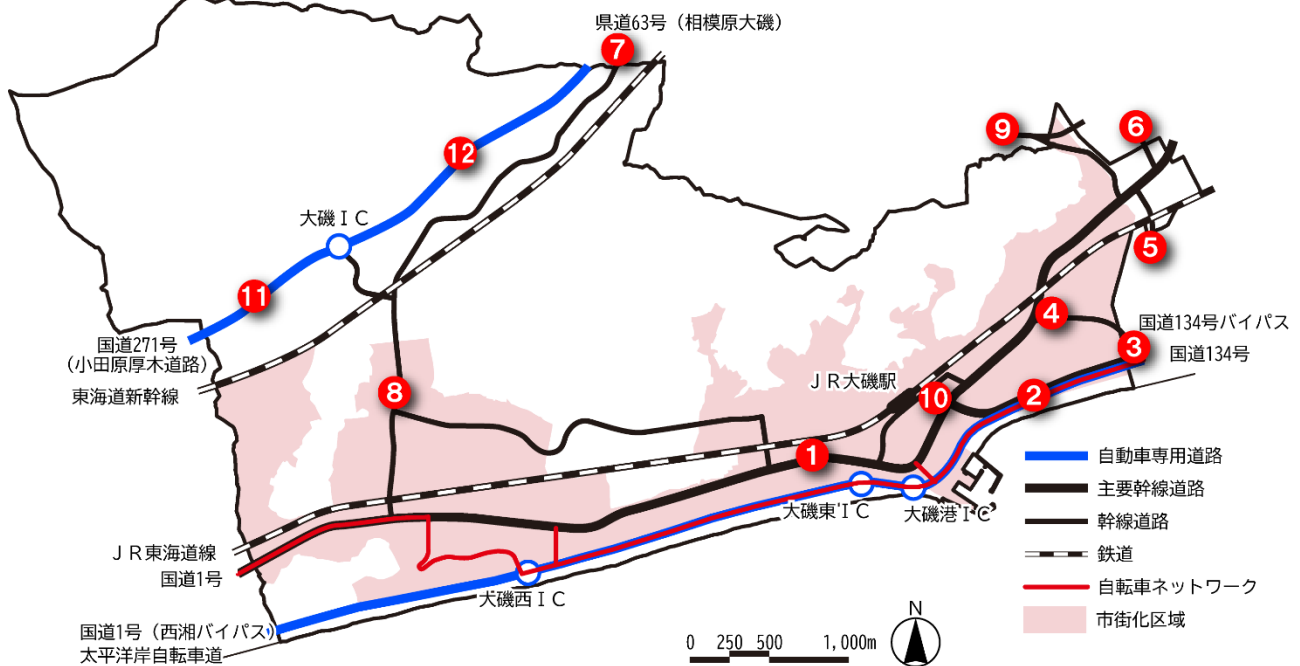 県道63号（相模原大磯）
7
9
6
12
大磯ＩＣ
5
11
4
国道134号バイパス
3
国道134号
国道271号
（小田原厚木道路）
東海道新幹線
ＪＲ大磯駅
8
10
2
1
自動車専用道路
主要幹線道路
幹線道路
鉄道
自転車ネットワーク
市街化区域
大磯東ＩＣ
大磯港ＩＣ
ＪＲ東海道線
国道1号
大磯西ＩＣ
国道1号（西湘バイパス）
太平洋岸自転車道
0 250 500 1,000m
N